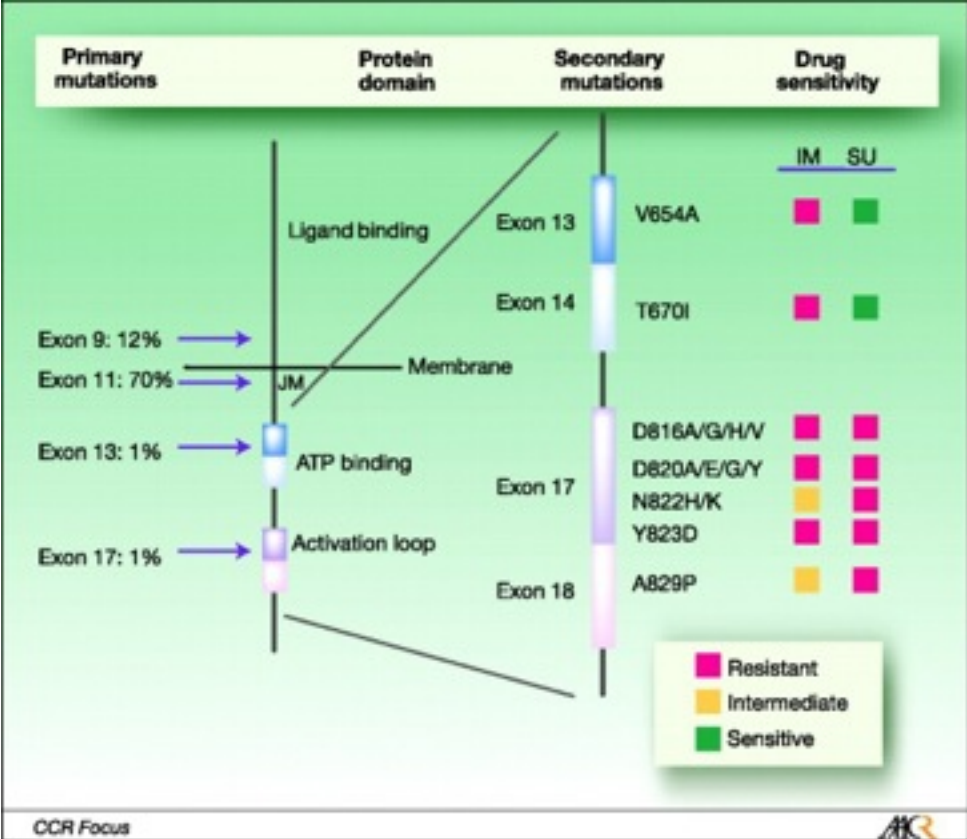 Primary
mutations
Protein
domain
Secondary
mutations
Drug
sensitivity
IM SU
Ligand binding
Exon 13
V654A
Exon 14
T670I
Exon 9: 12%
Membrane
Exon 11: 70%
JM
Exon 13: 1%
ATP binding
D816A/G/H/V
D820A/E/G/Y
Exon 17
N822H/K
Y823D
Exon 17: 1%
Activation loop
Exon 18
A829P
Resistant
Intermediate
Sensitive
CCR Focus
AACR